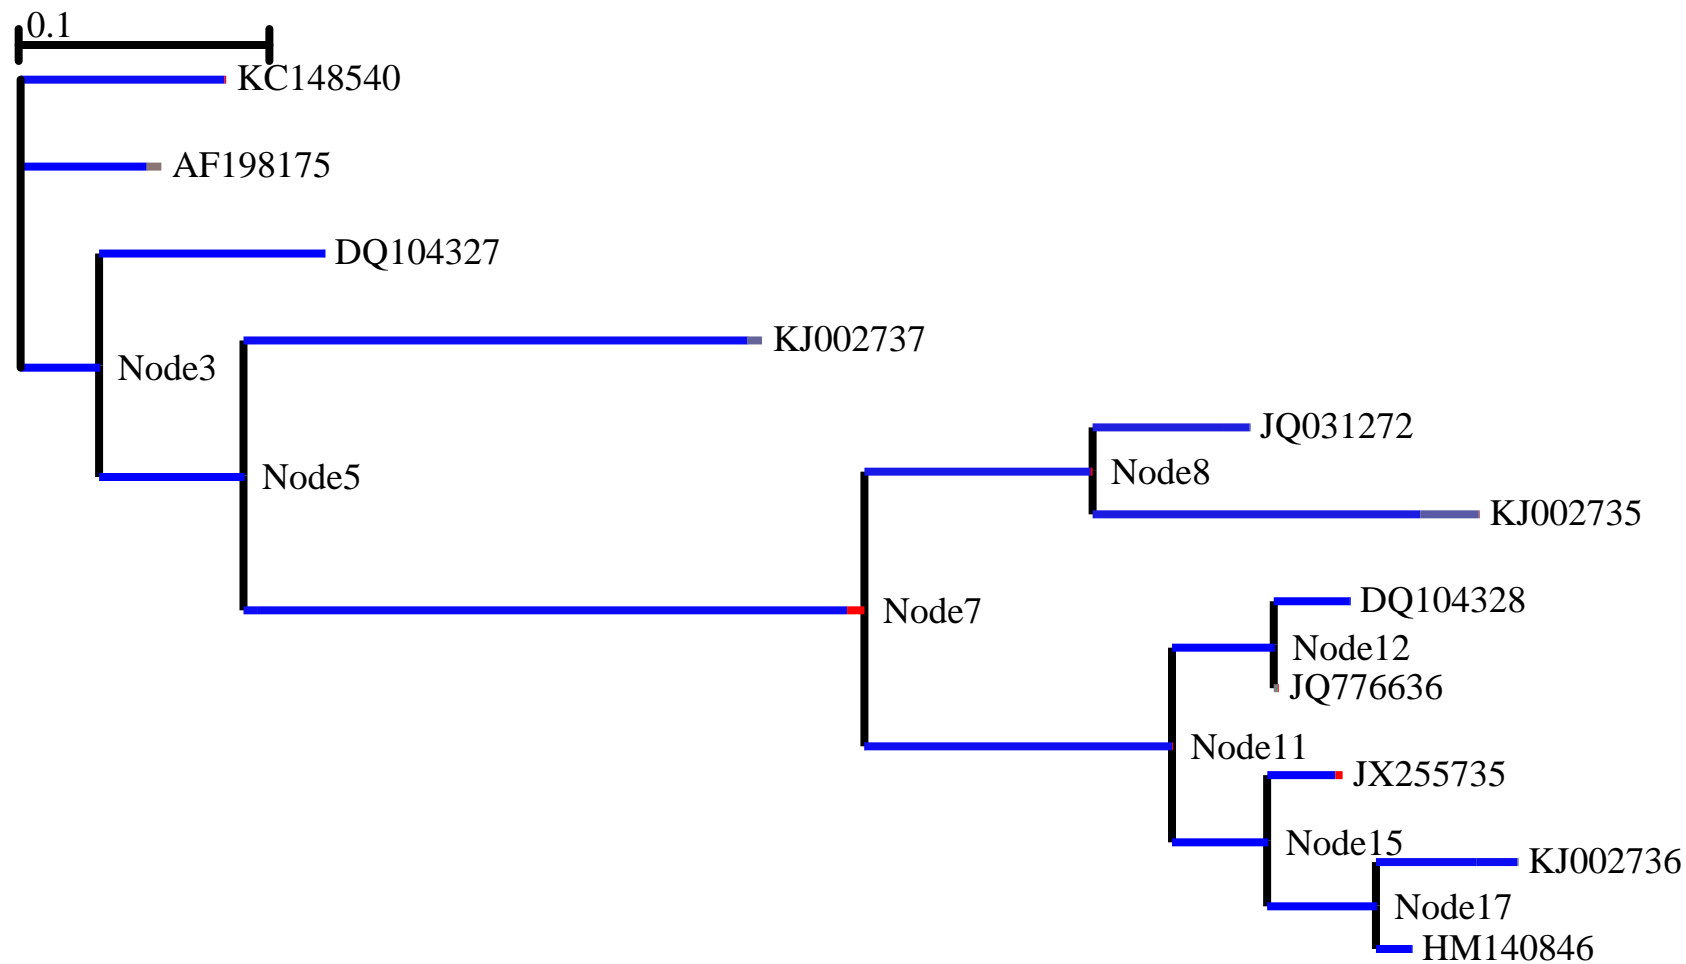 0.1
KC148540
AF198175
DQ104327
KJ002737
Node3
JQ031272
Node8
Node5
KJ002735
DQ104328
Node7
Node12
JQ776636
Node11
JX255735
Node15
KJ002736
Node17
HM140846